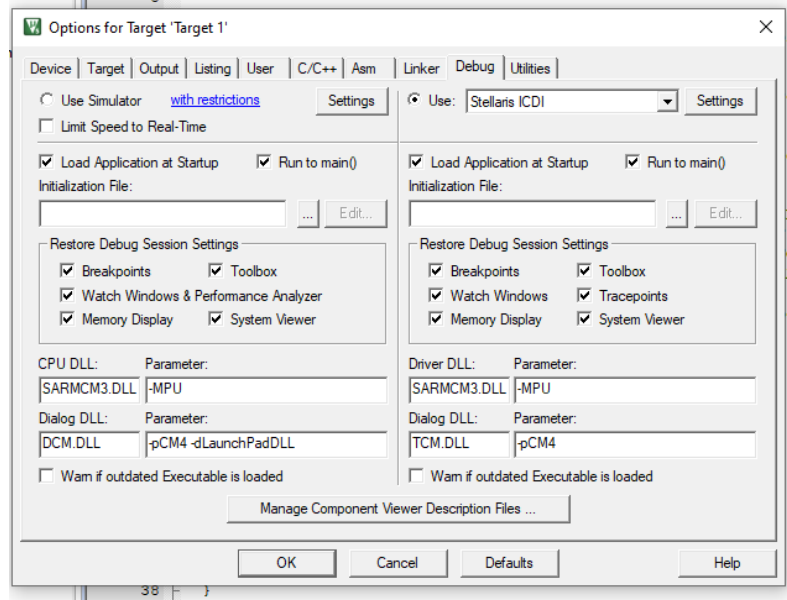 Options for Target 'Target 1'
Device Target Output Listing User C/C++ Asm Linker Debug Utilities
Use Simulator with restrictions Settings
Limit Speed to Real-Time
Use: Stellaris ICDI Settings
Load Application at Startup Run to main()
Initialization File:
... Edit...
Load Application at Startup Run to main()
Initialization File:
... Edit...
Restore Debug Session Settings
Breakpoints Toolbox
Watch Windows & Performance Analyzer
Memory Display System Viewer
Restore Debug Session Settings
Breakpoints Toolbox
Watch Windows Tracepoints
Memory Display System Viewer
CPU DLL: Parameter:
SARMCM3.DLL -MPU
Dialog DLL: Parameter:
DCM.DLL -pCM4 -dLaunchPadDLL
Warn if outdated Executable is loaded
Driver DLL: Parameter:
SARMCM3.DLL -MPU
Dialog DLL: Parameter:
TCM.DLL -pCM4
Warn if outdated Executable is loaded
Manage Component Viewer Description Files ...
OK Cancel Defaults Help
38 }